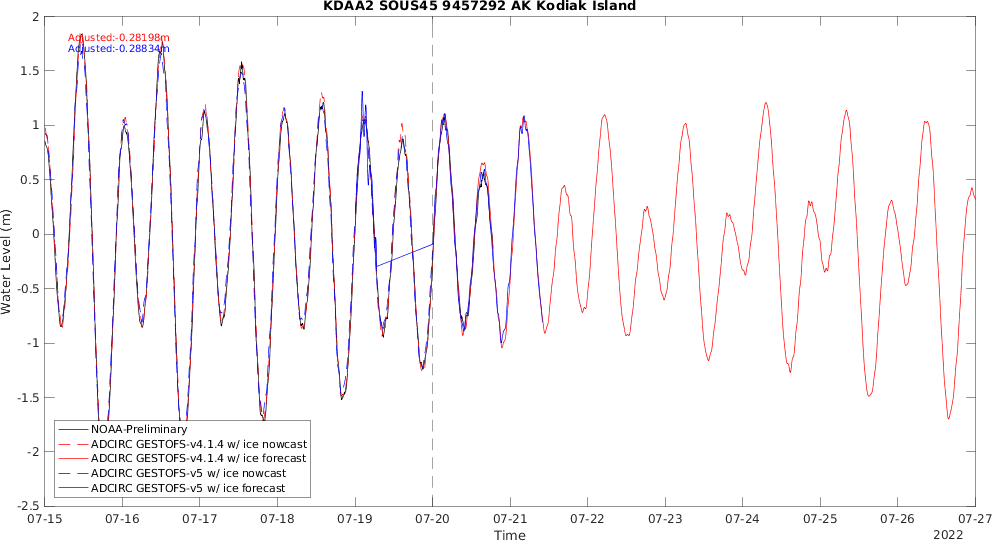 KDAA2 SOUS45 9457292 AK Kodiak Island
Adjusted:-0.28198m
Adjusted:-0.28834m
2
1.5
1
0.5
0
-0.5
-1
-1.5
-2
-2.5
Water Level (m)
NOAA-Preliminary
ADCIRC GESTOFS-v4.1.4 w/ ice nowcast
ADCIRC GESTOFS-v4.1.4 w/ ice forecast
ADCIRC GESTOFS-v5 w/ ice nowcast
ADCIRC GESTOFS-v5 w/ ice forecast
07-15 07-16 07-17 07-18 07-19 07-20 07-21 07-22 07-23 07-24 07-25 07-26 07-27
Time
2022